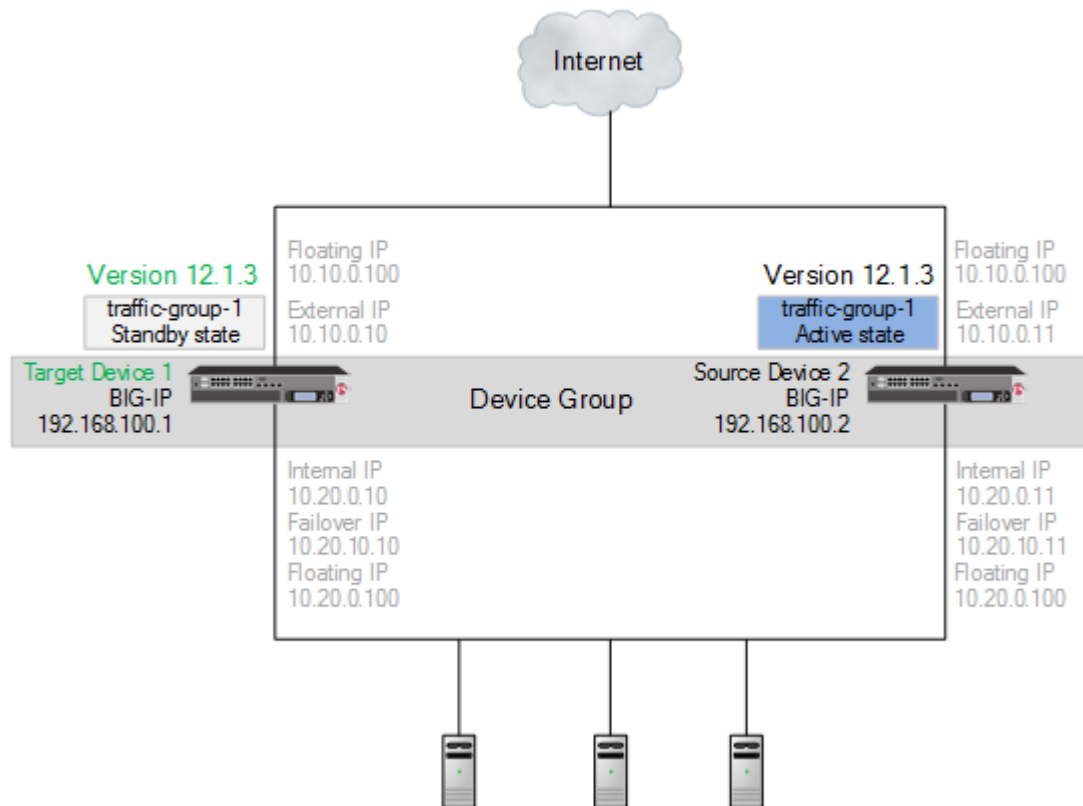 Internet
Floating IP
10.10.0.100
External IP
10.10.0.10
Version 12.1.3
traffic-group-1
Standby state
Target Device 1
BIG-IP
192.168.100.1
Internal IP
10.20.0.10
Failover IP
10.20.10.10
Floating IP
10.20.0.100
Device Group
Version 12.1.3
traffic-group-1
Active state
Source Device 2
BIG-IP
192.168.100.2
Floating IP
10.10.0.100
External IP
10.10.0.11
Internal IP
10.20.0.11
Failover IP
10.20.10.11
Floating IP
10.20.0.100